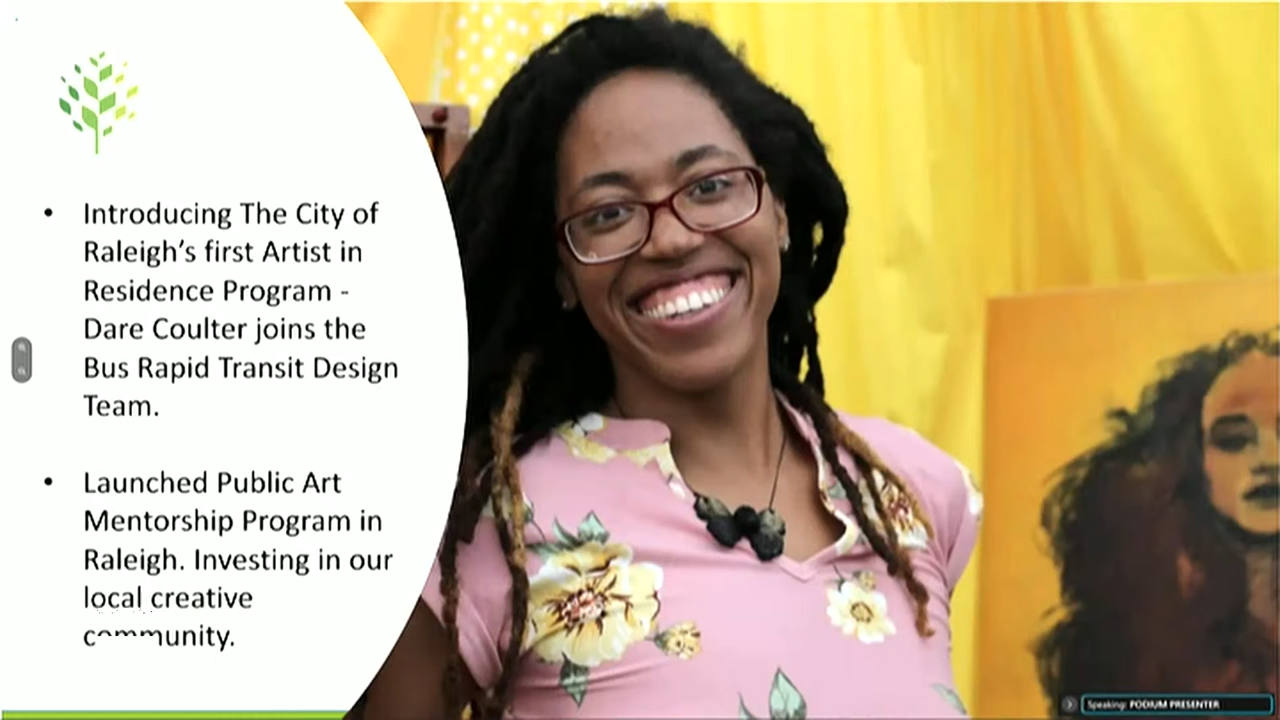 • Introducing The City of
Raleigh's first Artist in
Residence Program -
Dare Coulter joins the
Bus Rapid Transit Design
Team.
• Launched Public Art
Mentorship Program in
Raleigh. Investing in our
local creative
community.
Speaking: PODIUM PRESENTER